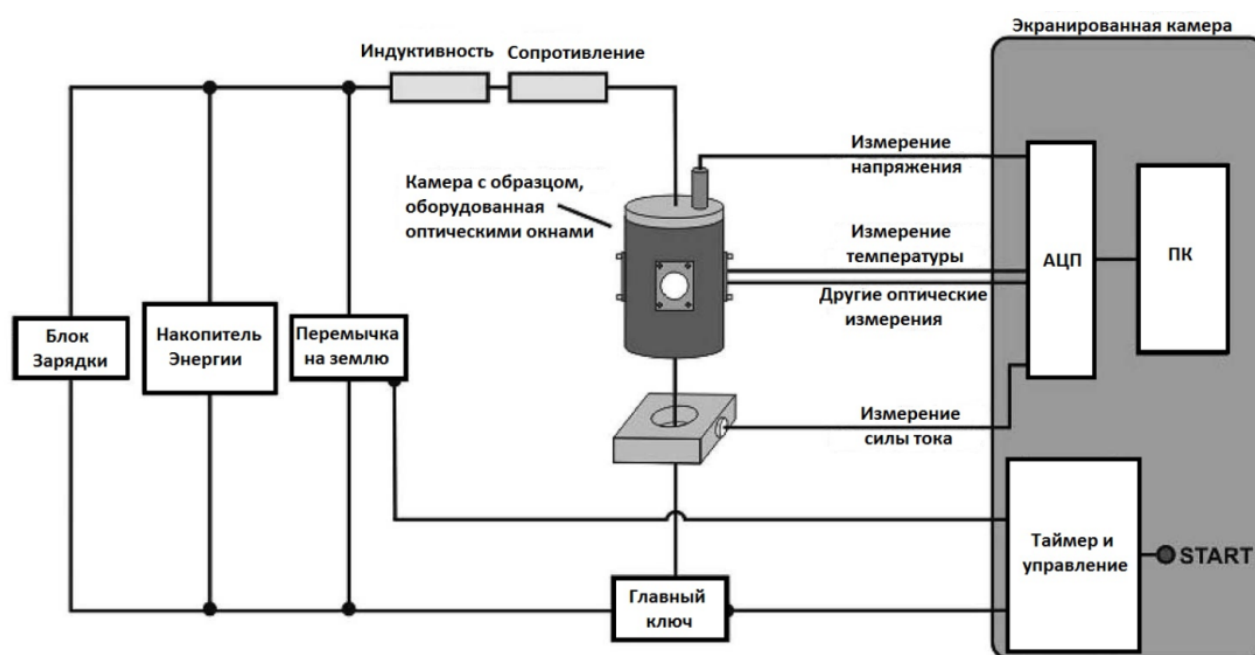 Экранированная камера
Индуктивность
Сопротивление
Измерение
напряжения
Камера с образцом,
оборудованная
оптическими окнами
Измерение
температуры
Другие оптические
измерения
АЦП
ПК
Блок
Зарядки
Накопитель
Энергии
Перемычка
на землю
Измерение
силы тока
Таймер и
управление
START
Главный
ключ